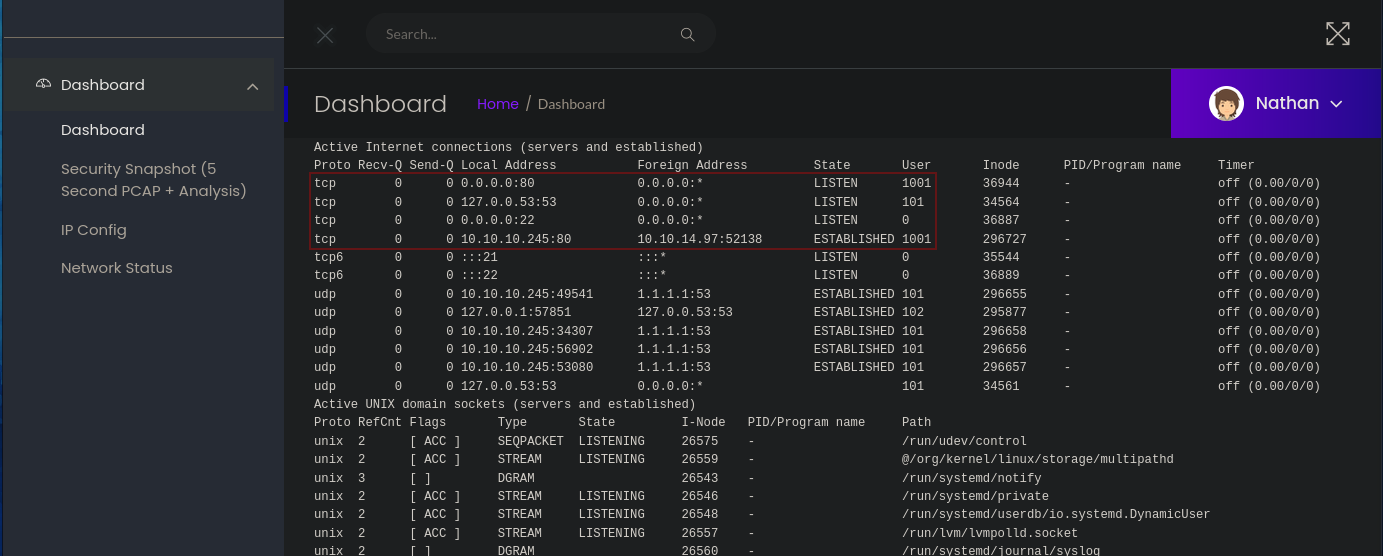 Search...
Dashboard
Dashboard
Security Snapshot (5
Second PCAP + Analysis)
IP Config
Network Status
Dashboard Home / Dashboard
Nathan
Active Internet connections (servers and established)
Proto Recv-Q Send-Q Local Address Foreign Address State User Inode PID/Program name Timer
tcp 0 0 0.0.0.0:80 0.0.0.0:* LISTEN 1001 36944 - off (0.00/0/0)
tcp 0 0 127.0.0.53:53 0.0.0.0:* LISTEN 101 34564 - off (0.00/0/0)
tcp 0 0 0.0.0.0:22 0.0.0.0:* LISTEN 0 36887 - off (0.00/0/0)
tcp 0 0 10.10.10.245:80 10.10.14.97:52138 ESTABLISHED 1001 296727 - off (0.00/0/0)
tcp6 0 0 :::21 :::* LISTEN 0 35544 - off (0.00/0/0)
tcp6 0 0 :::22 :::* LISTEN 0 36889 - off (0.00/0/0)
udp 0 0 10.10.10.245:49541 1.1.1.1:53 ESTABLISHED 101 296655 - off (0.00/0/0)
udp 0 0 127.0.0.1:57851 127.0.0.53:53 ESTABLISHED 102 295877 - off (0.00/0/0)
udp 0 0 10.10.10.245:34307 1.1.1.1:53 ESTABLISHED 101 296658 - off (0.00/0/0)
udp 0 0 10.10.10.245:56902 1.1.1.1:53 ESTABLISHED 101 296656 - off (0.00/0/0)
udp 0 0 10.10.10.245:53080 1.1.1.1:53 ESTABLISHED 101 296657 - off (0.00/0/0)
udp 0 0 127.0.0.53:53 0.0.0.0:* 101 34561 - off (0.00/0/0)
Active UNIX domain sockets (servers and established)
Proto RefCnt Flags Type State I-Node PID/Program name Path
unix 2 [ ACC ] SEQPACKET LISTENING 26575 - /run/udev/control
unix 2 [ ACC ] STREAM LISTENING 26559 - @/org/kernel/linux/storage/multipathd
unix 3 [ ] DGRAM 26543 - /run/systemd/notify
unix 2 [ ACC ] STREAM LISTENING 26546 - /run/systemd/private
unix 2 [ ACC ] STREAM LISTENING 26548 - /run/systemd/userdb/io.systemd.DynamicUser
unix 2 [ ACC ] STREAM LISTENING 26557 - /run/lvm/lvmpolld.socket
unix 2 [ ] DGRAM 26560 - /run/systemd/journal/syslog